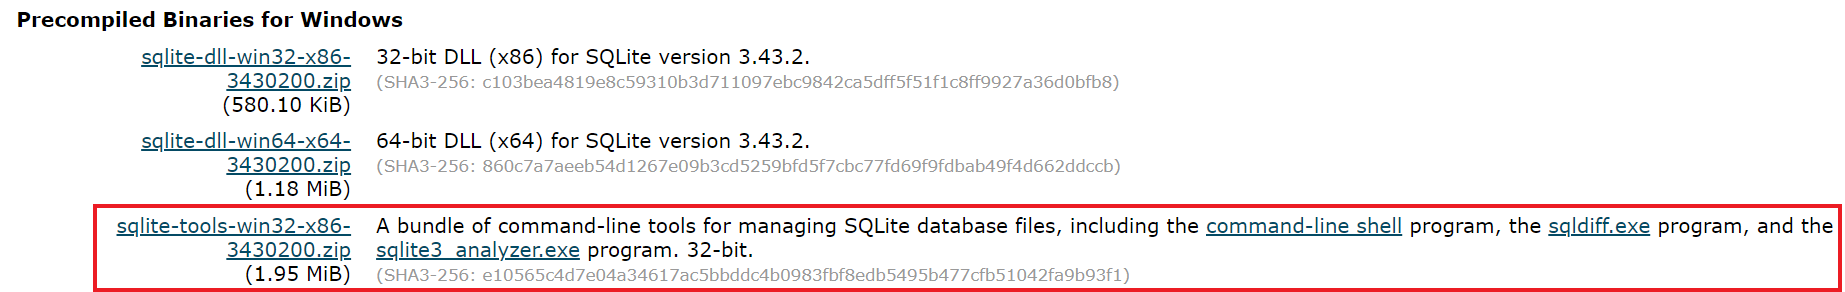 Precompiled Binaries for Windows
sqlite-dll-win32-x86- 32-bit DLL (x86) for SQLite version 3.43.2.
3430200.zip (SHA3-256: c103bea4819e8c59310b3d711097ebc9842ca5dff5f51f1c8ff9927a36d0bfb8)
(580.10 KiB)
sqlite-dll-win64-x64- 64-bit DLL (x64) for SQLite version 3.43.2.
3430200.zip (SHA3-256: 860c7a7aeeb54d1267e09b3cd5259bfd5f7cbc77fd69f9fdbab49f4d662ddccb)
(1.18 MiB)
sqlite-tools-win32-x86- A bundle of command-line tools for managing SQLite database files, including the command-line shell program, the sqldiff.exe program, and the
3430200.zip sqlite3_analyzer.exe program. 32-bit.
(1.95 MiB) (SHA3-256: e10565c4d7e04a34617ac5bbddc4b0983fbf8edb5495b477cfb51042fa9b93f1)